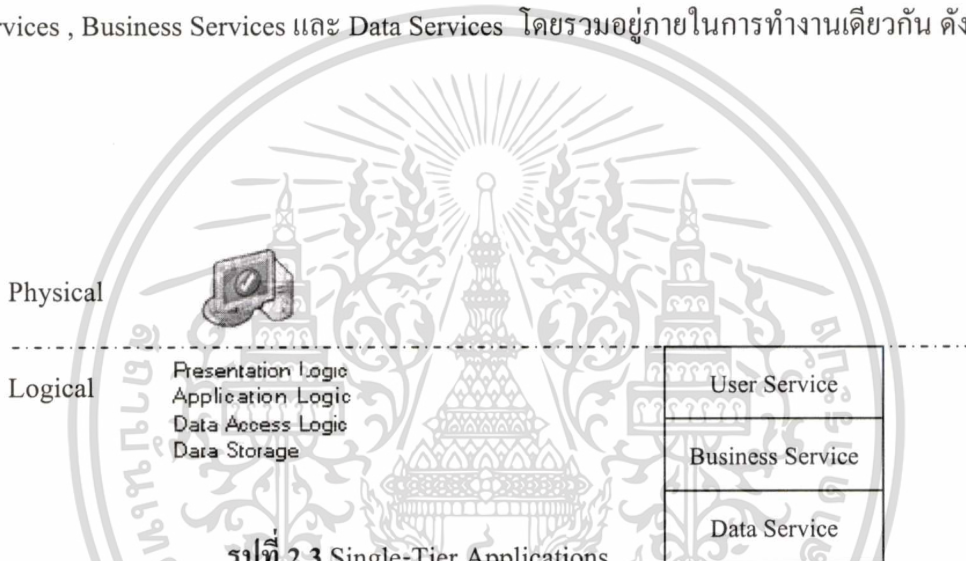 rvices , Business Services และ Data Services โดยรวมอยู่ภายในการทำงานเดียวกัน ดัง
Physical
Logical
Presentation Logic
Application Logic
Data Access Logic
Data Storage
User Service
Business Service
Data Service
รูปที่ 2.3 Single-Tier Applications